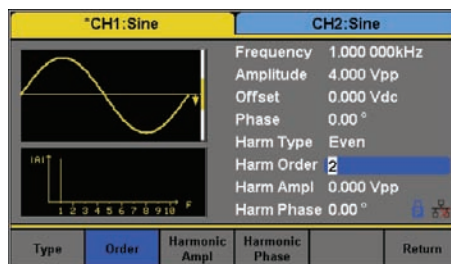 *CH1:Sine
CH2:Sine
Frequency 1.000 000kHz
Amplitude 4.000 Vpp
Offset 0.000 Vdc
Phase 0.00 °
Harm Type Even
Harm Order 2
Harm Ampl 0.000 Vpp
Harm Phase 0.00 °
|A|
1 2 3 4 5 6 7 8 9 10 F
Type
Order
Harmonic Ampl
Harmonic Phase
Return